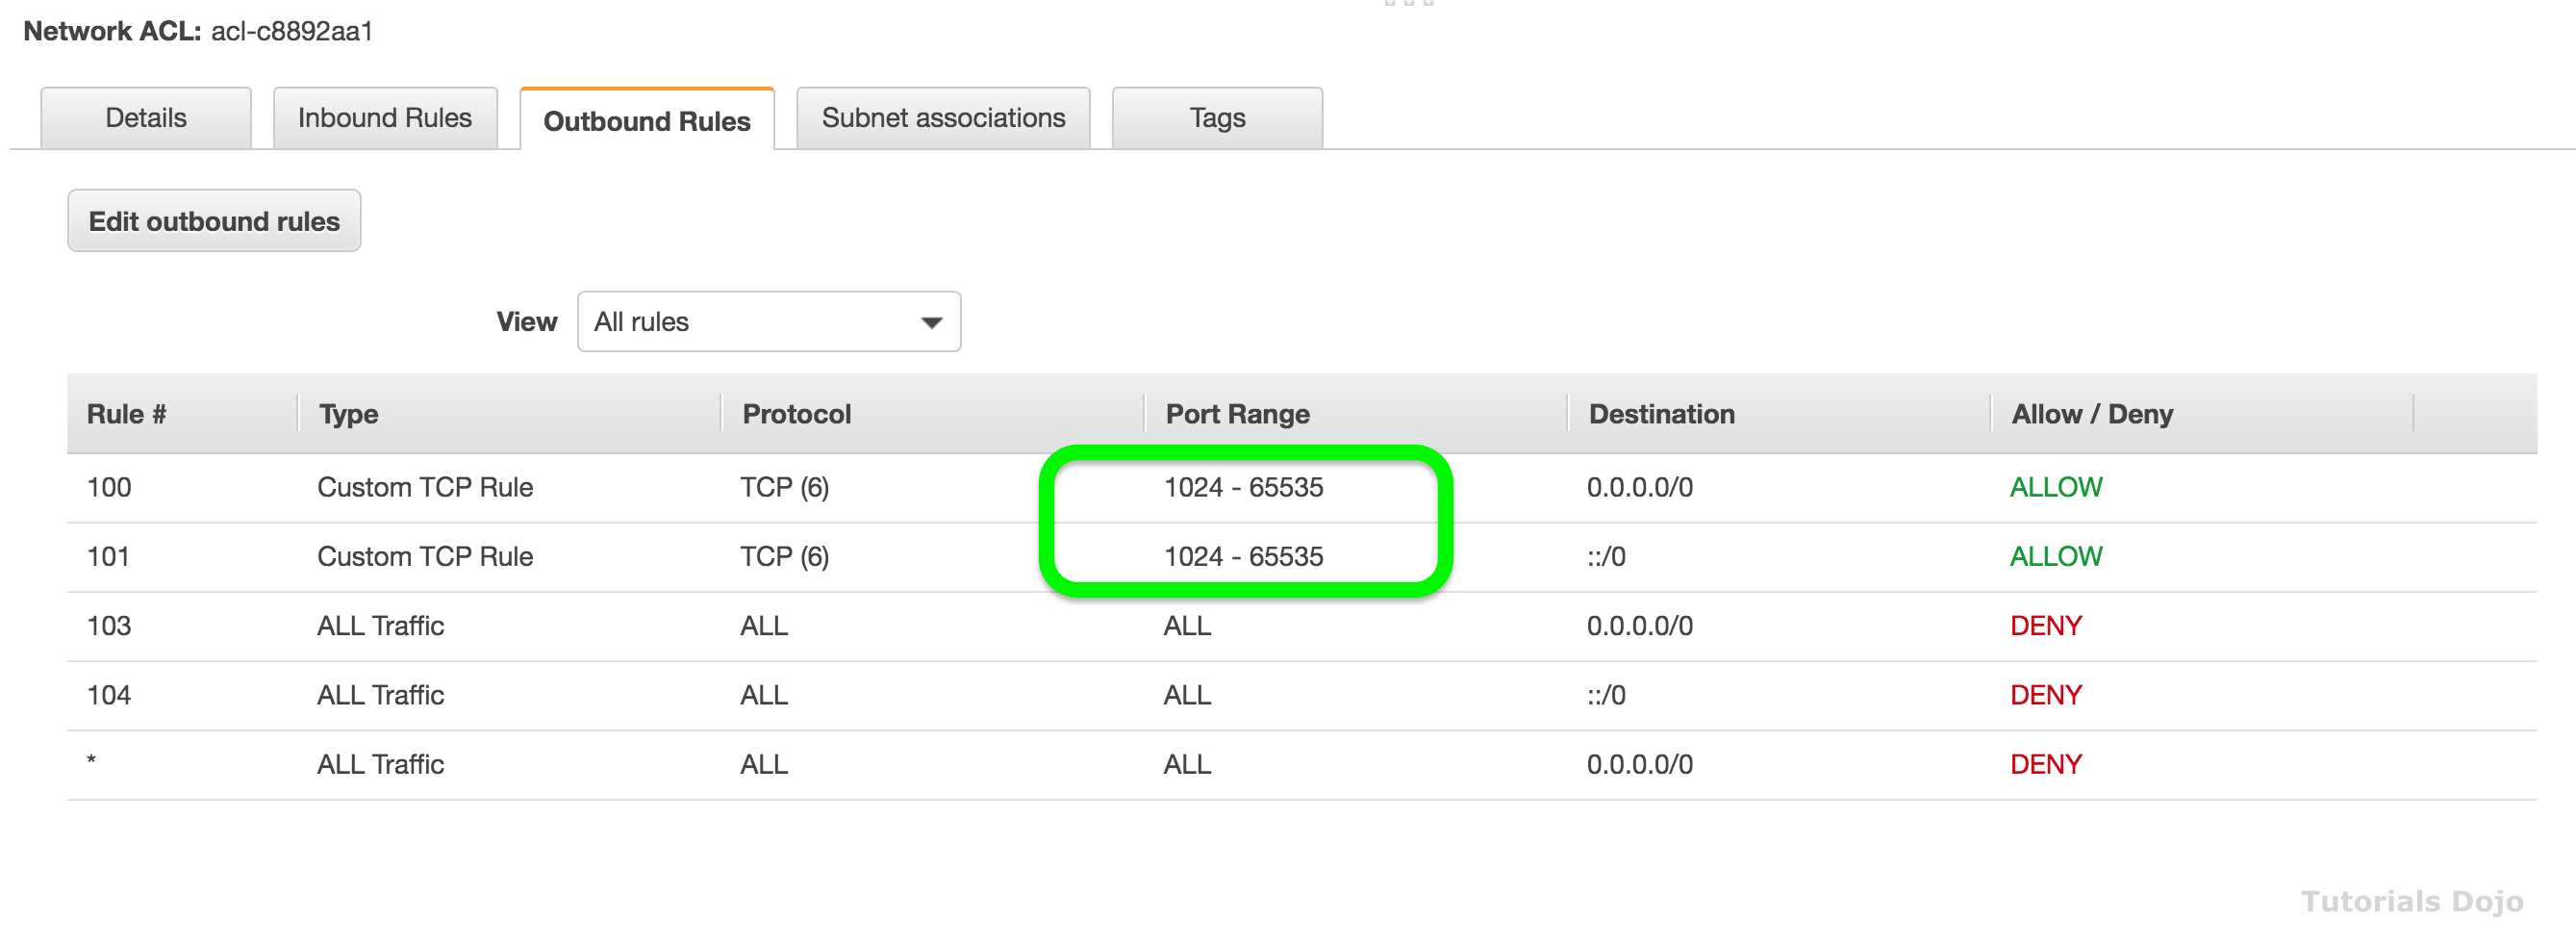 Network ACL: acl-c8892aa1
Details Inbound Rules Outbound Rules Subnet associations Tags
Edit outbound rules
View All rules
Rule # Type Protocol Port Range Destination Allow / Deny
100 Custom TCP Rule TCP (6) 1024 - 65535 0.0.0.0/0 ALLOW
101 Custom TCP Rule TCP (6) 1024 - 65535 ::/0 ALLOW
103 ALL Traffic ALL ALL 0.0.0.0/0 DENY
104 ALL Traffic ALL ALL ::/0 DENY
* ALL Traffic ALL ALL 0.0.0.0/0 DENY
Tutorials Dojo